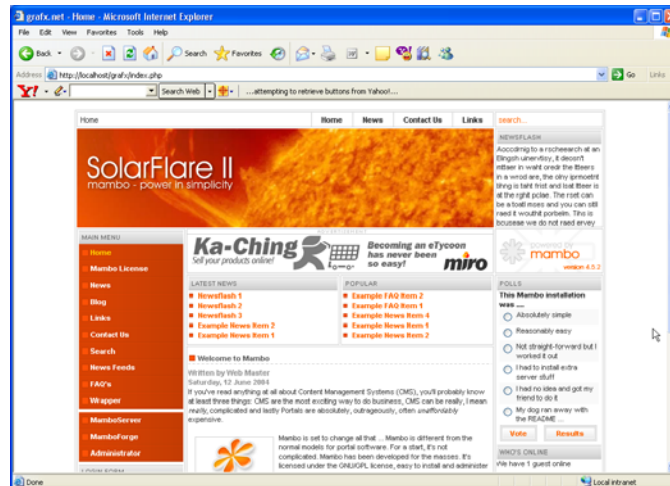 grafx.net - Home - Microsoft Internet Explorer
File Edit View Favorites Tools Help
Back Search Favorites
Address http://localhost/grafx/index.php Go Links
Y! Search Web ...attempting to retrieve buttons from Yahoo!...
Home Home News Contact Us Links search...
SolarFlare II
mambo - power in simplicity
NEWSFLASH
Aoccdrnig to a rscheearch at an
Elingsh uinervtisy, it deosn't
mttaer in waht oredr the ltteers
in a wrod are, the olny iprmoetnt
tihng is taht frist and lsat ltteer is
at the rghit pclae. The rset can
be a toatl mses and you can still
raed it wouthit porbelm. Tihs is
bcuseae we do not raed ervey
MAIN MENU
Home
Mambo License
News
Blog
Links
Contact Us
Search
News Feeds
FAQ's
Wrapper
MamboServer
MamboForge
Administrator
LOGIN FORM
ADVERTISEMENT
Ka-Ching
Sell your products online!
Becoming an eTycoon
has never been
so easy!
miro
powered by
mambo
version 4.5.2
LATEST NEWS
Newsflash 1
Newsflash 2
Newsflash 3
Example News Item 2
Example News Item 1
POPULAR
Example FAQ Item 2
Example FAQ Item 1
Example News Item 4
Example News Item 1
Example News Item 2
Welcome to Mambo
Written by Web Master
Saturday, 12 June 2004
If you've read anything at all about Content Management Systems (CMS), you'll probably know
at least three things: CMS are the most exciting way to do business, CMS can be really, I mean
really, complicated and lastly Portals are absolutely, outrageously, often unaffordably
expensive.
Mambo is set to change all that ... Mambo is different from the
normal models for portal software. For a start, it's not
complicated. Mambo has been developed for the masses. It's
licensed under the GNU/GPL license, easy to install and administer
POLLS
This Mambo installation
was ....
Absolutely simple
Reasonably easy
Not straight-forward but I
worked it out
I had to install extra
server stuff
I had no idea and got my
friend to do it
My dog ran away with
the README ...
Vote Results
WHO'S ONLINE
We have 1 guest online
Done Local intranet